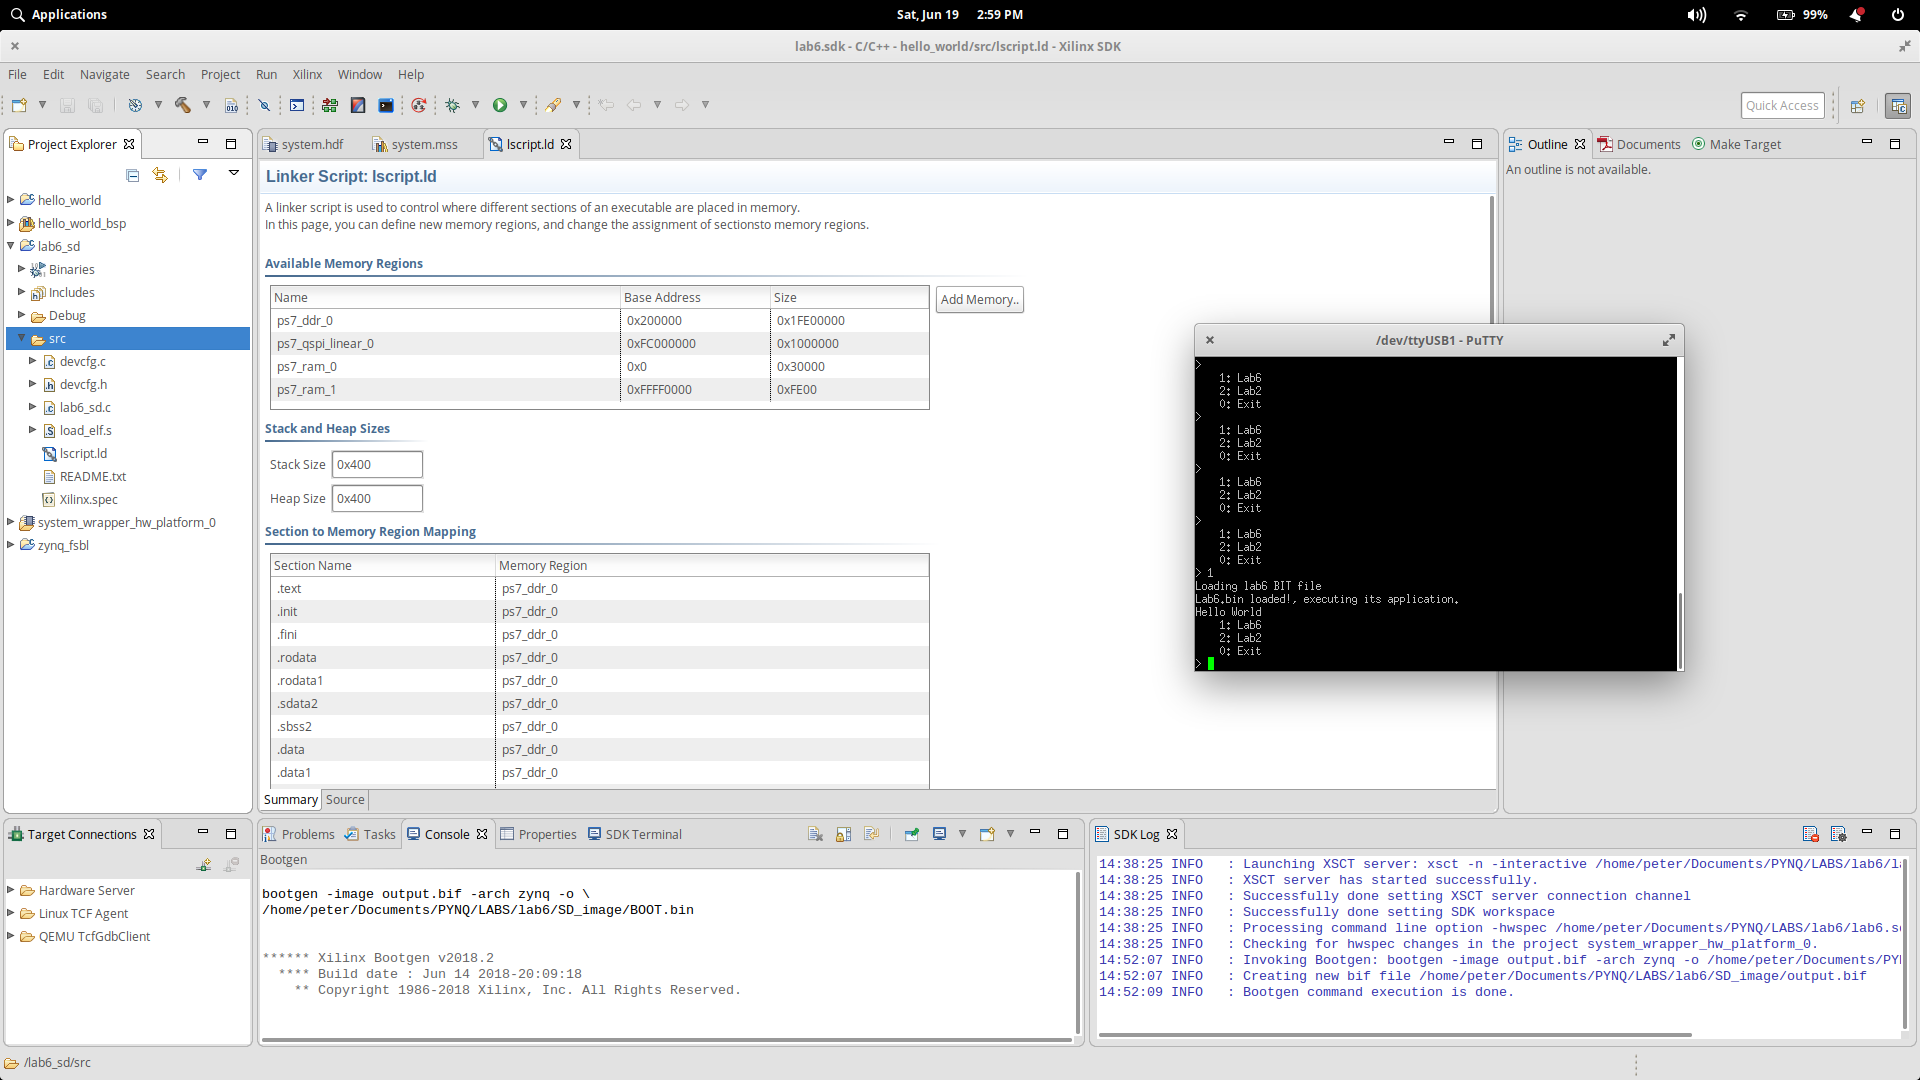 Applications
Sat, Jun 19 2:59 PM
99%
lab6.sdk - C/C++ - hello_world/src/lscript.ld - Xilinx SDK
File Edit Navigate Search Project Run Xilinx Window Help
Quick Access
Project Explorer
hello_world
hello_world_bsp
lab6_sd
Binaries
Includes
Debug
src
devcfg.c
devcfg.h
lab6_sd.c
load_elf.s
lscript.ld
README.txt
Xilinx.spec
system_wrapper_hw_platform_0
zynq_fsbl
system.hdf system.mss lscript.ld
Linker Script: lscript.ld
A linker script is used to control where different sections of an executable are placed in memory.
In this page, you can define new memory regions, and change the assignment of sectionsto memory regions.
Available Memory Regions
Name Base Address Size
ps7_ddr_0 0x200000 0x1FE00000
ps7_qspi_linear_0 0xFC000000 0x1000000
ps7_ram_0 0x0 0x30000
ps7_ram_1 0xFFFF0000 0xFE00
Add Memory..
Stack and Heap Sizes
Stack Size 0x400
Heap Size 0x400
Section to Memory Region Mapping
Section Name Memory Region
.text ps7_ddr_0
.init ps7_ddr_0
.fini ps7_ddr_0
.rodata ps7_ddr_0
.rodata1 ps7_ddr_0
.sdata2 ps7_ddr_0
.sbss2 ps7_ddr_0
.data ps7_ddr_0
.data1 ps7_ddr_0
Summary Source
Outline Documents Make Target
An outline is not available.
/dev/ttyUSB1 - PuTTY
>
1: Lab6
2: Lab2
0: Exit
>
1: Lab6
2: Lab2
0: Exit
>
1: Lab6
2: Lab2
0: Exit
>
1: Lab6
2: Lab2
0: Exit
> 1
Loading lab6 BIT file
Lab6.bin loaded!, executing its application.
Hello World
1: Lab6
2: Lab2
0: Exit
>
Target Connections
Hardware Server
Linux TCF Agent
QEMU TcfGdbClient
Problems Tasks Console Properties SDK Terminal
Bootgen
bootgen -image output.bif -arch zynq -o \
/home/peter/Documents/PYNQ/LABS/lab6/SD_image/BOOT.bin
****** Xilinx Bootgen v2018.2
**** Build date : Jun 14 2018-20:09:18
** Copyright 1986-2018 Xilinx, Inc. All Rights Reserved.
SDK Log
14:38:25 INFO : Launching XSCT server: xsct -n -interactive /home/peter/Documents/PYNQ/LABS/lab6/
14:38:25 INFO : XSCT server has started successfully.
14:38:25 INFO : Successfully done setting XSCT server connection channel
14:38:25 INFO : Successfully done setting SDK workspace
14:38:25 INFO : Processing command line option -hwspec /home/peter/Documents/PYNQ/LABS/lab6/lab6.s
14:38:25 INFO : Checking for hwspec changes in the project system_wrapper_hw_platform_0.
14:52:07 INFO : Invoking Bootgen: bootgen -image output.bif -arch zynq -o /home/peter/Documents/PY
14:52:07 INFO : Creating new bif file /home/peter/Documents/PYNQ/LABS/lab6/SD_image/output.bif
14:52:09 INFO : Bootgen command execution is done.
/lab6_sd/src